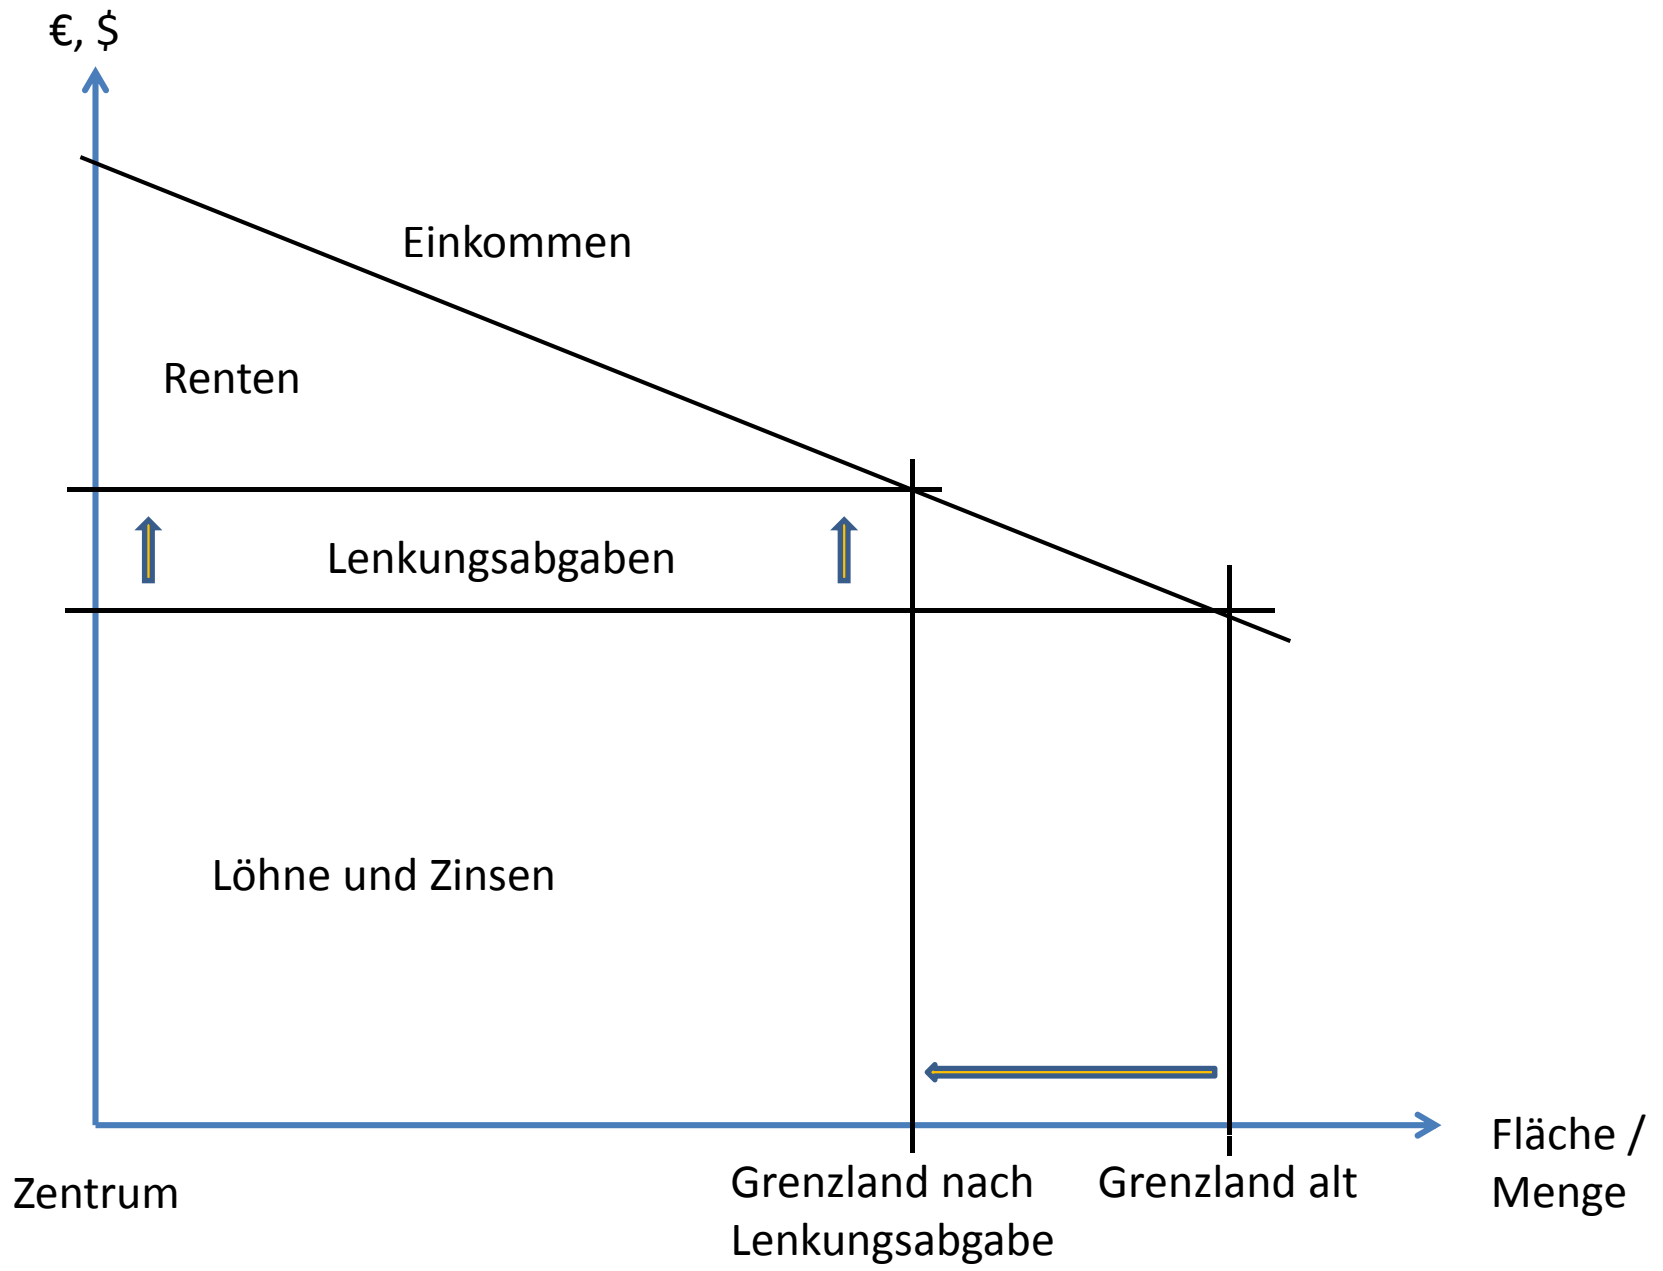 €, $
Einkommen
Renten
Lenkungsabgaben
Löhne und Zinsen
Fläche /
Menge
Zentrum
Grenzland nach
Lenkungsabgabe
Grenzland alt